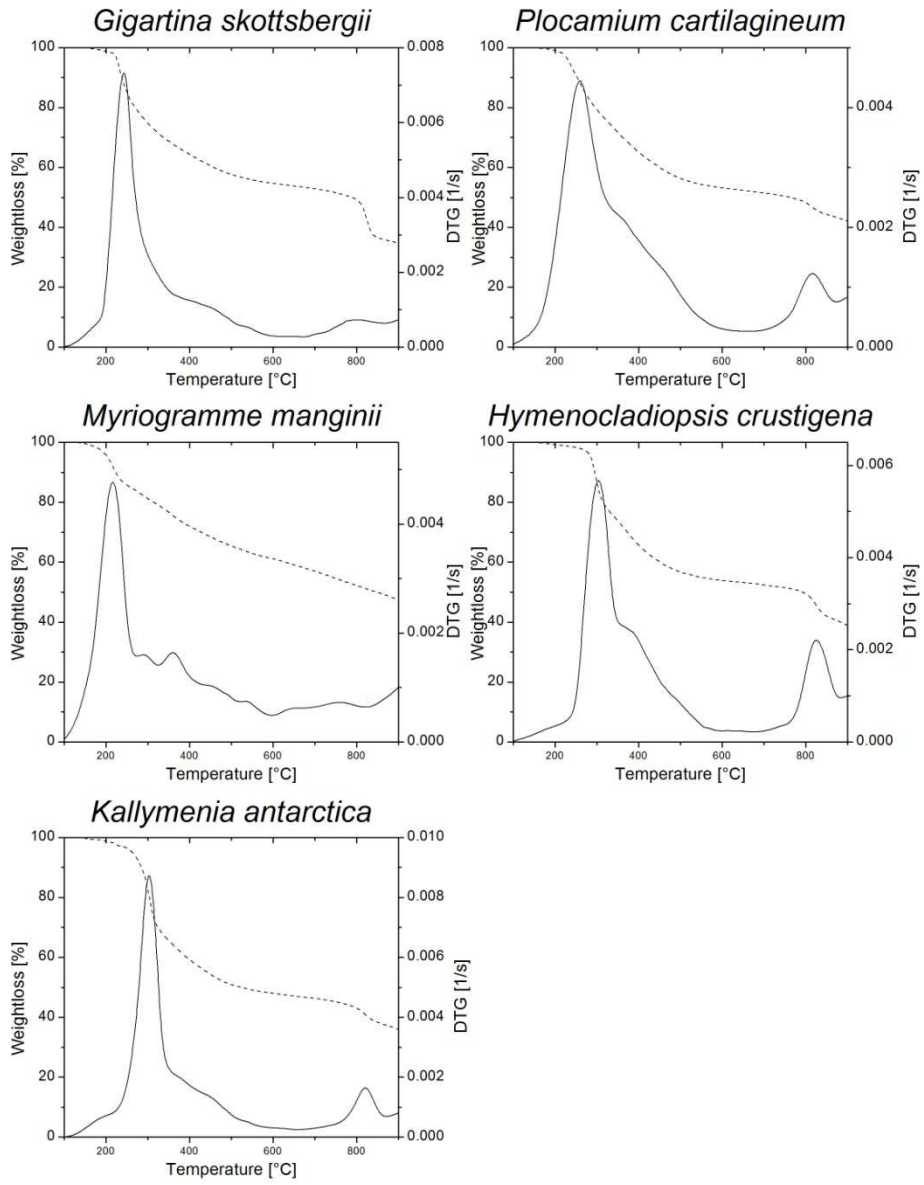 Gigartina skottsbergii
100
80
60
40
20
0
Weightloss [%]
0.008
0.006
0.004
0.002
0.000
DTG [1/s]
200 400 600 800
Temperature [°C]
Plocamium cartilagineum
100
80
60
40
20
0
Weightloss [%]
0.004
0.002
0.000
DTG [1/s]
200 400 600 800
Temperature [°C]
Myriogramme manginii
100
80
60
40
20
0
Weightloss [%]
0.004
0.002
0.000
DTG [1/s]
200 400 600 800
Temperature [°C]
Hymenocladiopsis crustigena
100
80
60
40
20
0
Weightloss [%]
0.006
0.004
0.002
0.000
DTG [1/s]
200 400 600 800
Temperature [°C]
Kallymenia antarctica
100
80
60
40
20
0
Weightloss [%]
0.010
0.008
0.006
0.004
0.002
0.000
DTG [1/s]
200 400 600 800
Temperature [°C]